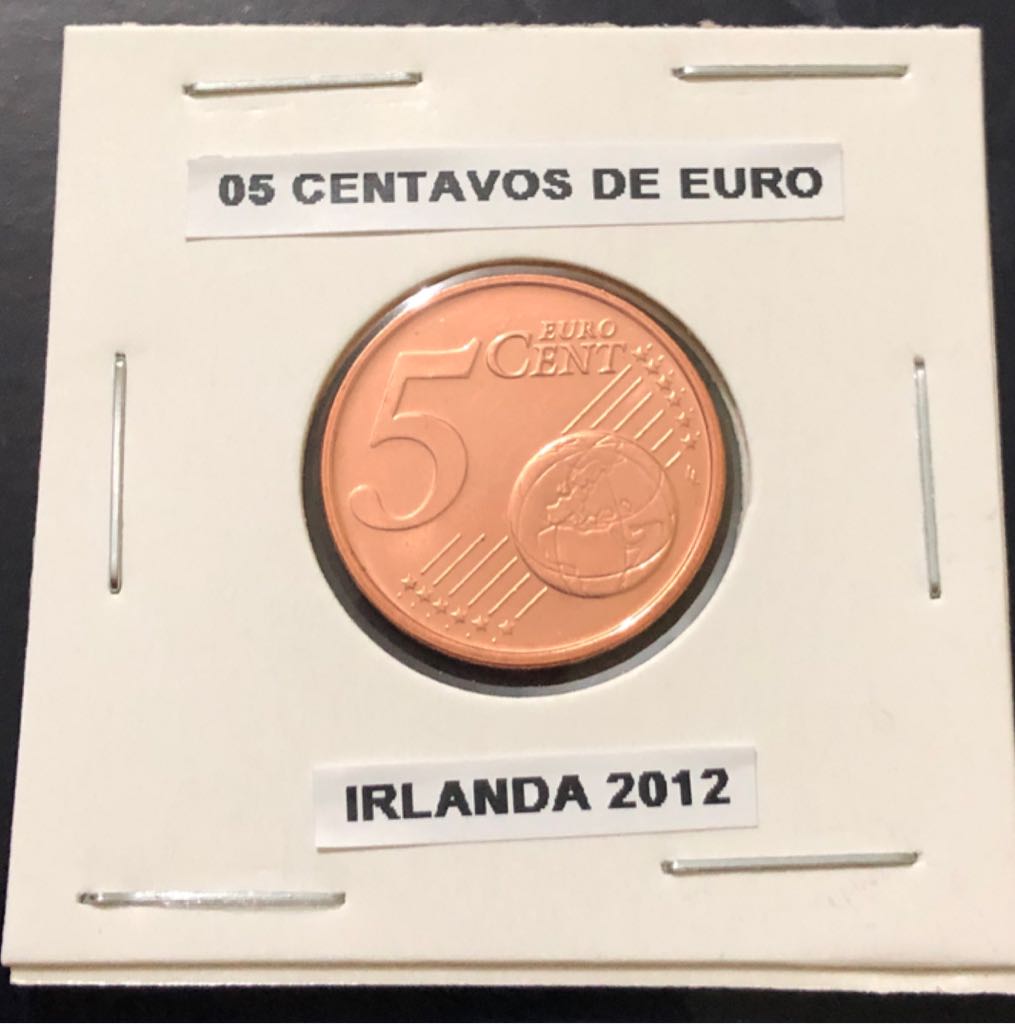 05 CENTAVOS DE EURO
5 EURO
CENT
IRLANDA 2012